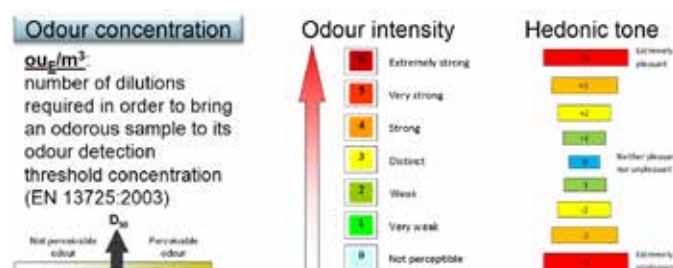 Odour concentration
ou_E/m³:
number of dilutions
required in order to bring
an odorous sample to its
odour detection
threshold concentration
(EN 13725:2003)
D₅₀
Not perceivable
odour
Perceivable
odour
Odour intensity
6 Extremely strong
5 Very strong
4 Strong
3 Distinct
2 Weak
1 Very weak
0 Not perceptible
Hedonic tone
Extremely
pleasant
+3
+2
+1
0
Neither pleasant
nor unpleasant
-1
-2
-3
Extremely